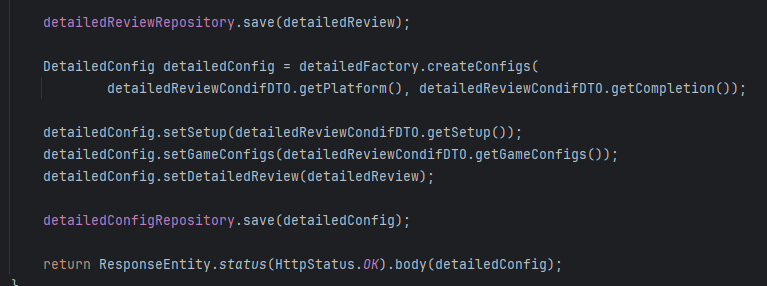 detailedReviewRepository.save(detailedReview);
DetailedConfig detailedConfig = detailedFactory.createConfigs(
detailedReviewCondifDTO.getPlatform(), detailedReviewCondifDTO.getCompletion());
detailedConfig.setSetup(detailedReviewCondifDTO.getSetup());
detailedConfig.setGameConfigs(detailedReviewCondifDTO.getGameConfigs());
detailedConfig.setDetailedReview(detailedReview);
detailedConfigRepository.save(detailedConfig);
return ResponseEntity.status(HttpStatus.OK).body(detailedConfig);
}